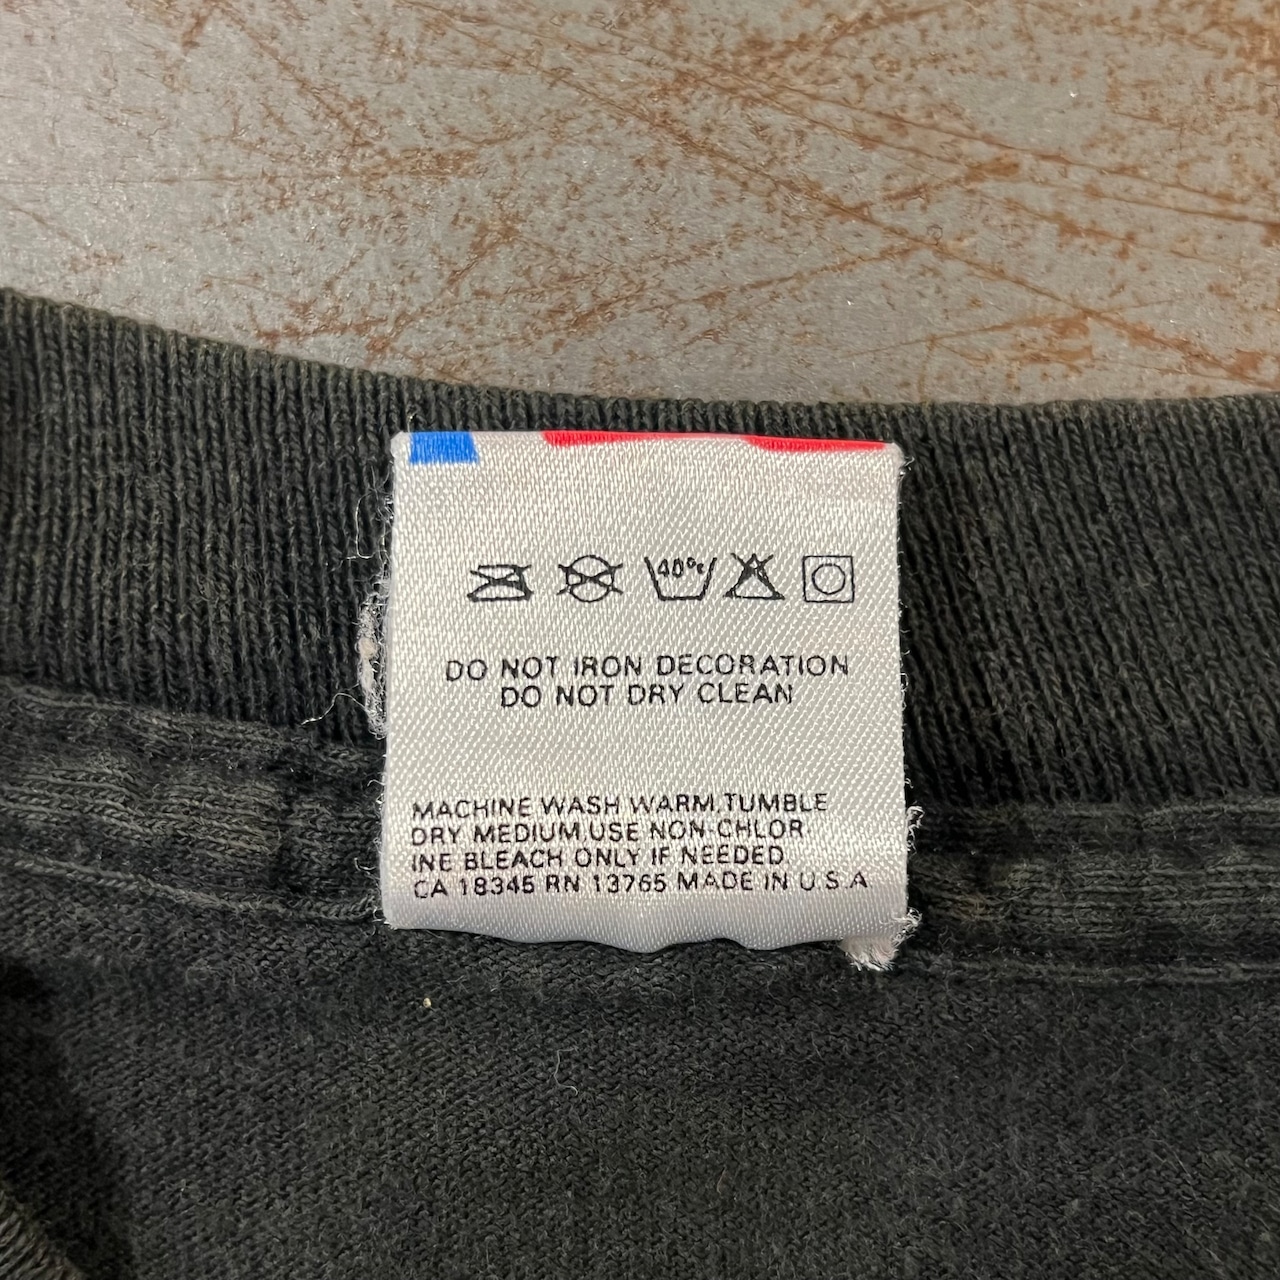 40°c
DO NOT IRON DECORATION
DO NOT DRY CLEAN
MACHINE WASH WARM,TUMBLE
DRY MEDIUM,USE NON-CHLOR
INE BLEACH ONLY IF NEEDED.
CA 18345 RN 13765 MADE IN U.S.A.